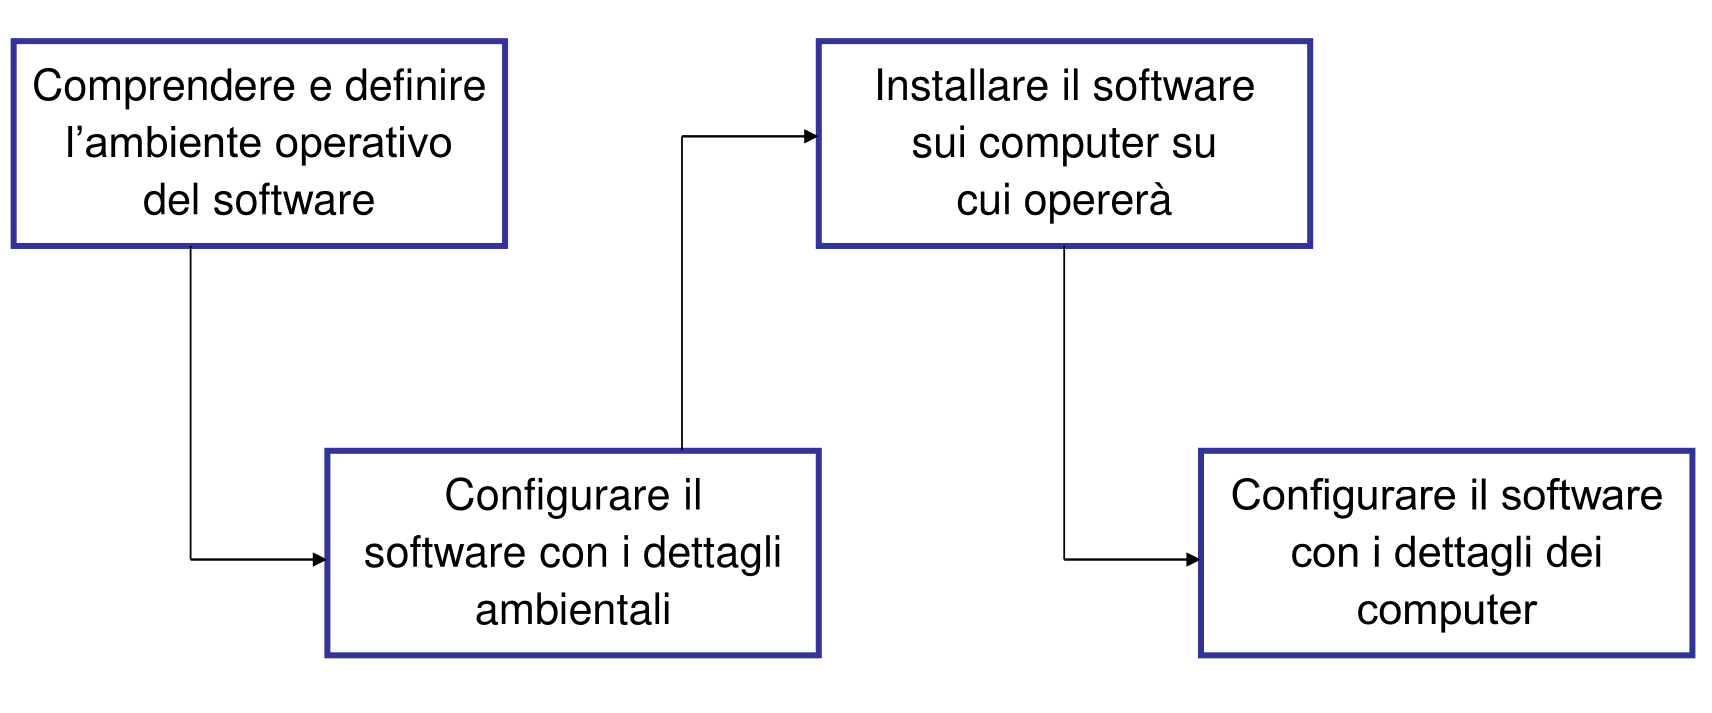 Comprendere e definire
l’ambiente operativo
del software
Configurare il
software con i dettagli
ambientali
Installare il software
sui computer su
cui opererà
Configurare il software
con i dettagli dei
computer